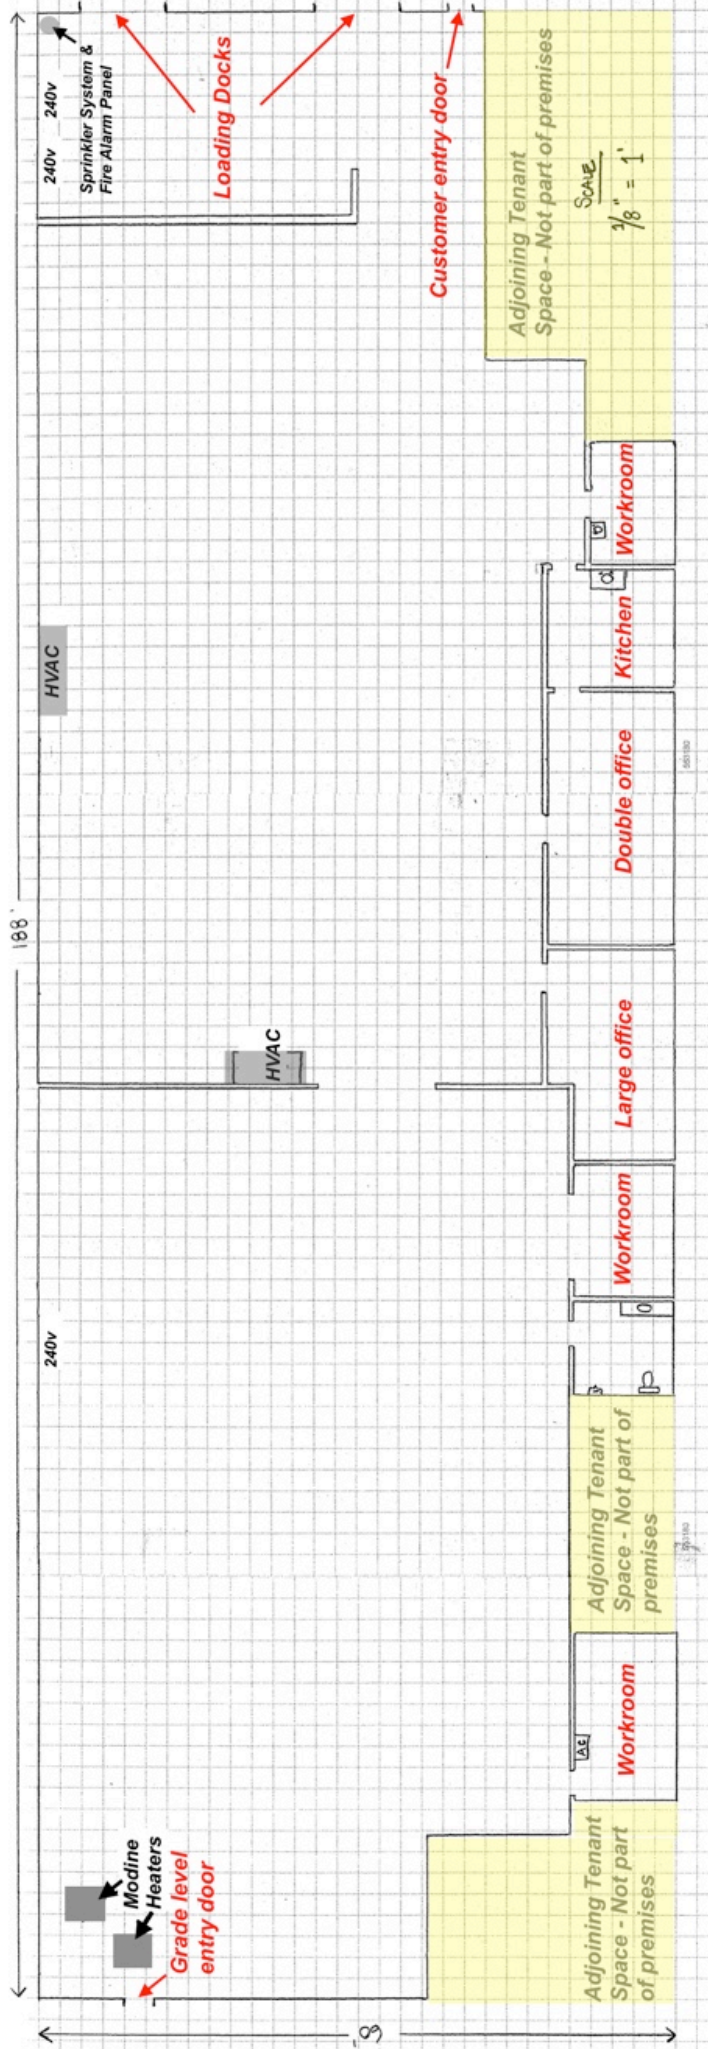 188'
60'
240v
HVAC
240v
240v
Sprinkler System &
Fire Alarm Panel
Modine
Heaters
Grade level
entry door
HVAC
Loading Docks
Customer entry door
Adjoining Tenant
Space - Not part of premises
SCALE
1/8" = 1'
Adjoining Tenant
Space - Not part
of premises
AC
Workroom
Adjoining Tenant
Space - Not part of
premises
Workroom
Large office
Double office
Kitchen
Workroom